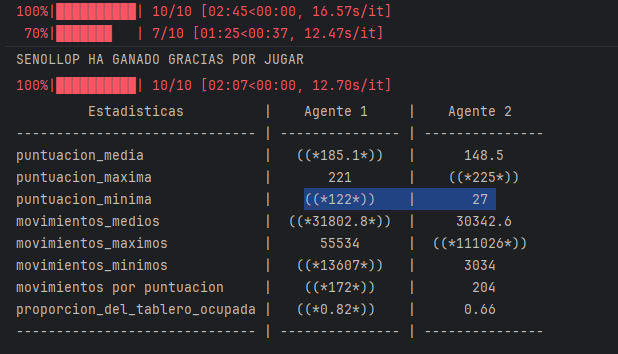 100%|██████████| 10/10 [02:45<00:00, 16.57s/it]
70%|███████   | 7/10 [01:25<00:37, 12.47s/it]
SENOLLOP HA GANADO GRACIAS POR JUGAR
100%|██████████| 10/10 [02:07<00:00, 12.70s/it]
Estadisticas | Agente 1 | Agente 2
------------------------------ | --------------- | ---------------
puntuacion_media | ((*185.1*)) | 148.5
puntuacion_maxima | 221 | ((*225*))
puntuacion_minima | ((*122*)) | 27
movimientos_medios | ((*31802.8*)) | 30342.6
movimientos_maximos | 55534 | ((*111026*))
movimientos_minimos | ((*13607*)) | 3034
movimientos por puntuacion | ((*172*)) | 204
proporcion_del_tablero_ocupada | ((*0.82*)) | 0.66
------------------------------ | --------------- | ---------------